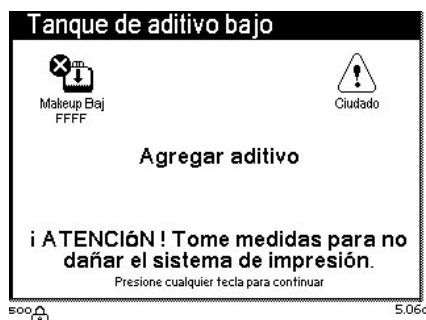 Tanque de aditivo bajo
Makeup Baj
FFFF
Ciudado
Agregar aditivo
¡ ATENCIÓN ! Tome medidas para no
dañar el sistema de impresión.
Presione cualquier tecla para continuar
5.06